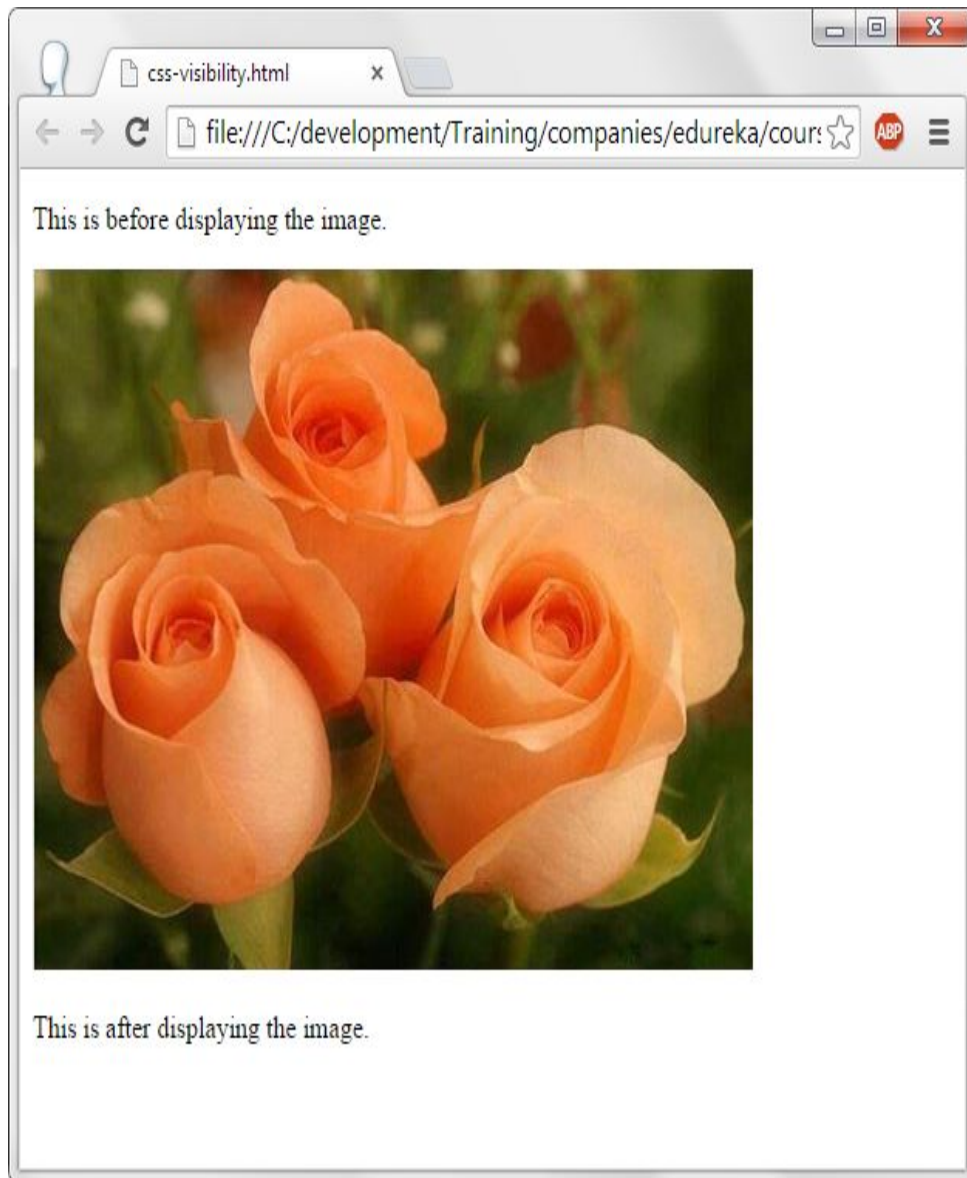 css-visibility.html
file:///C:/development/Training/companies/edureka/cours
ABP
This is before displaying the image.
This is after displaying the image.